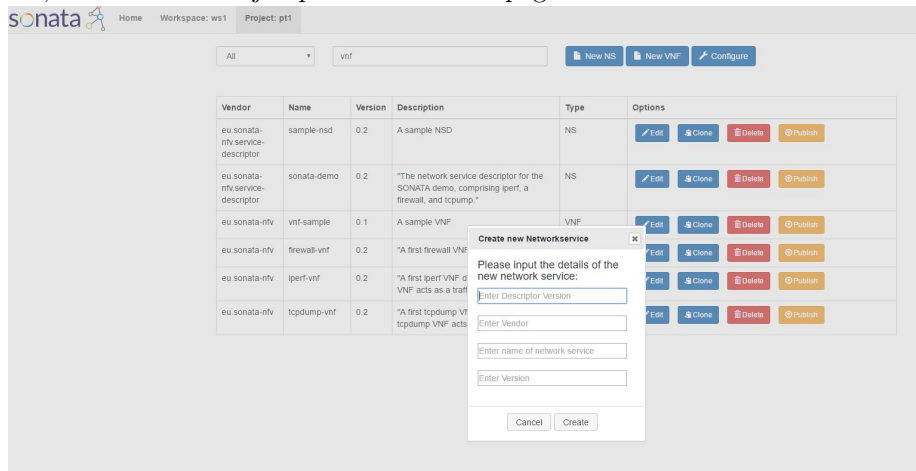 sonata Home Workspace: ws1 Project: pt1
All vnf New NS New VNF Configure
Vendor Name Version Description Type Options
eu.sonata-nfv.service-descriptor sample-nsd 0.2 A sample NSD NS Edit Clone Delete Publish
eu.sonata-nfv.service-descriptor sonata-demo 0.2 "The network service descriptor for the SONATA demo, comprising iperf, a firewall, and tcpump." NS Edit Clone Delete Publish
eu.sonata-nfv vnf-sample 0.1 A sample VNF VNF Edit Clone Delete Publish
eu.sonata-nfv firewall-vnf 0.2 "A first firewall VNF Edit Clone Delete Publish
eu.sonata-nfv iperf-vnf 0.2 "A first iperf VNF d
VNF acts as a traff Edit Clone Delete Publish
eu.sonata-nfv tcpdump-vnf 0.2 "A first tcpdump
tcpdump VNF acts Edit Clone Delete Publish
Create new Networkservice
Please input the details of the
new network service:
Enter Descriptor Version
Enter Vendor
Enter name of network service
Enter Version
Cancel Create